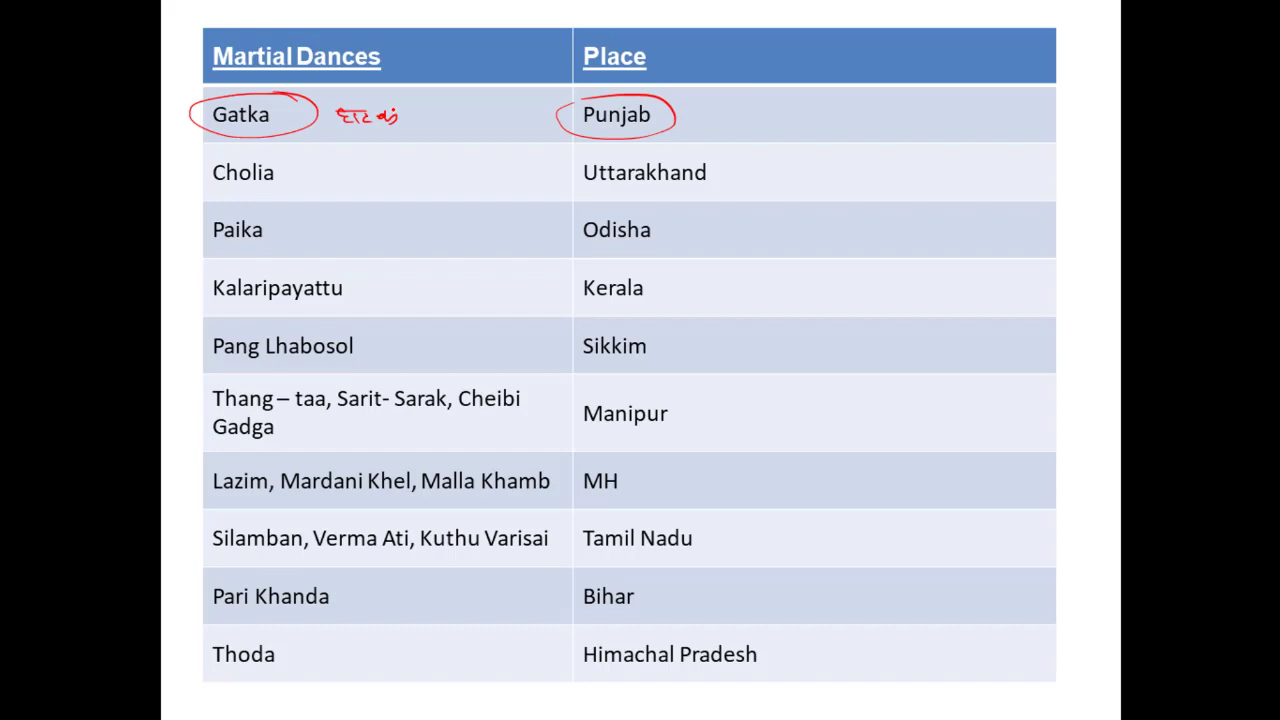 Martial Dances Place
Gatka Punjab
Cholia Uttarakhand
Paika Odisha
Kalaripayattu Kerala
Pang Lhabosol Sikkim
Thang – taa, Sarit- Sarak, Cheibi
Gadga Manipur
Lazim, Mardani Khel, Malla Khamb MH
Silamban, Verma Ati, Kuthu Varisai Tamil Nadu
Pari Khanda Bihar
Thoda Himachal Pradesh